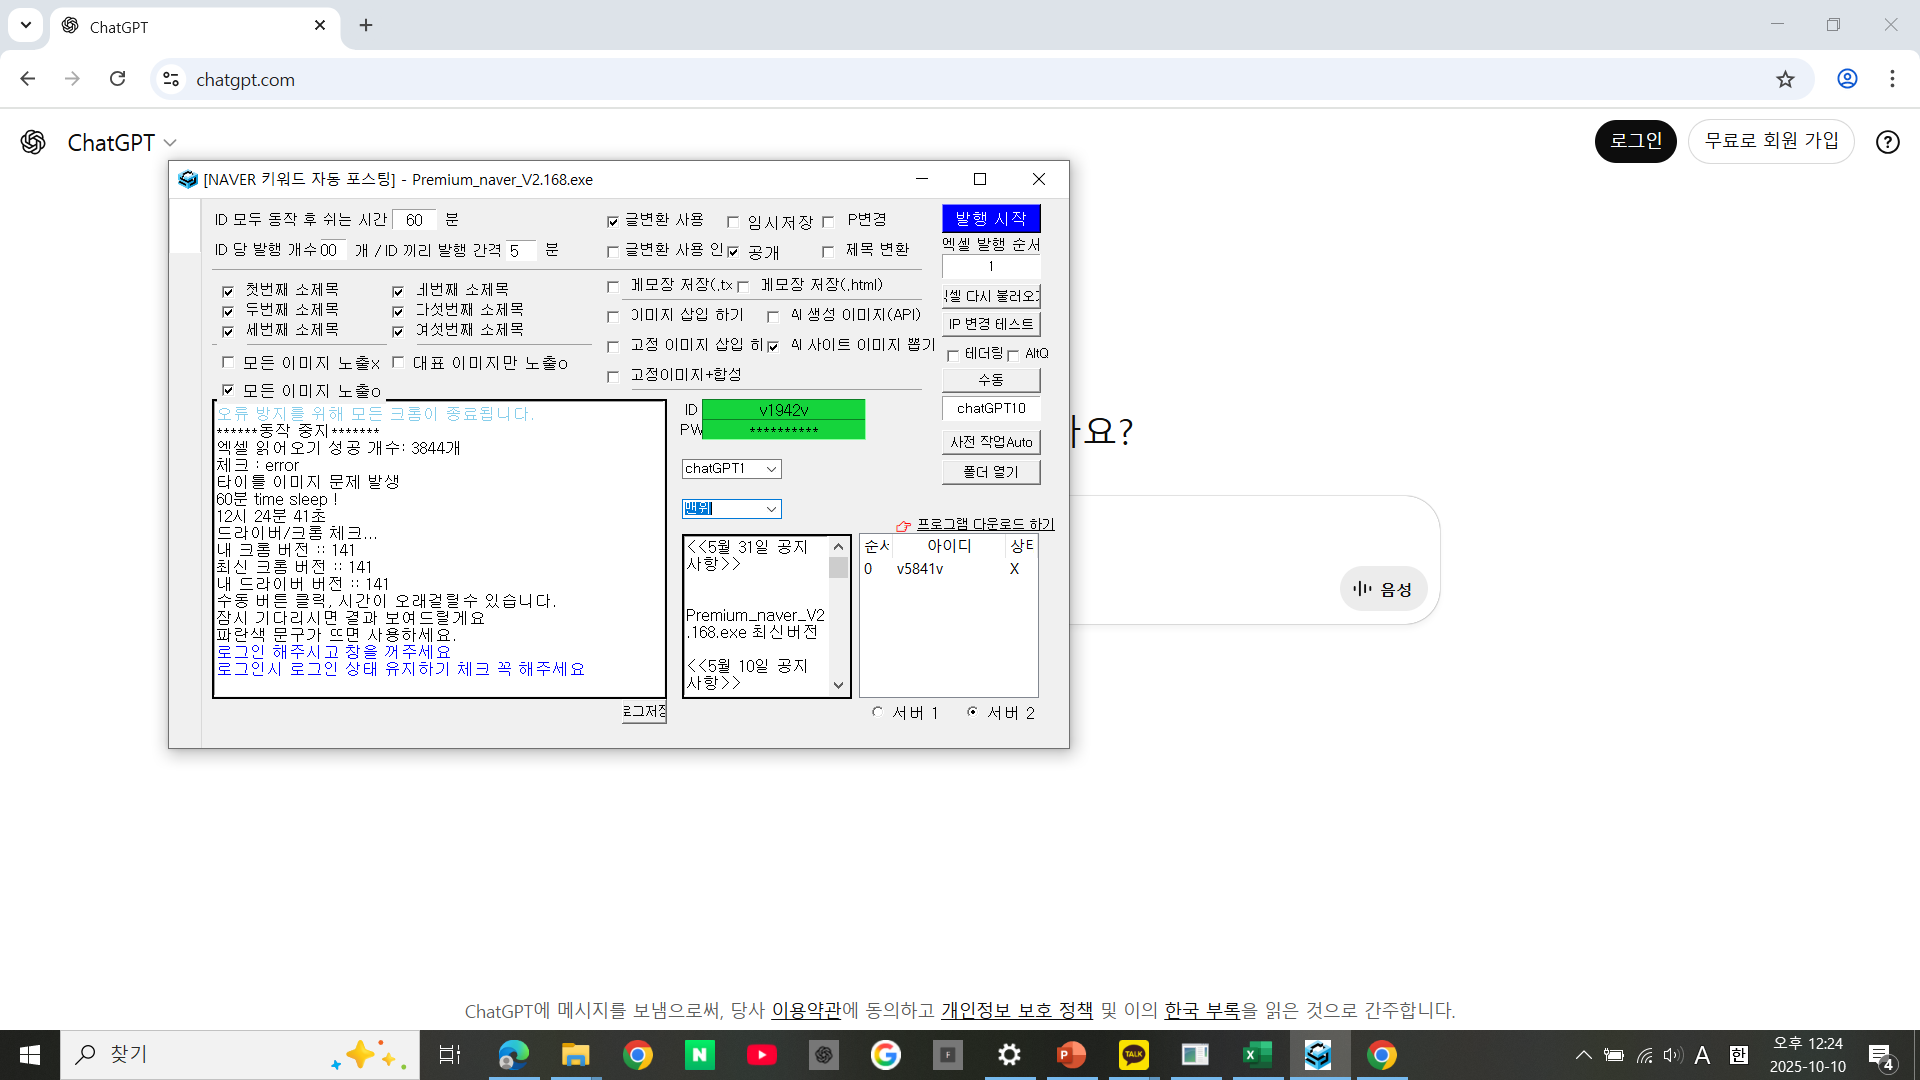 ChatGPT
chatgpt.com
ChatGPT
로그인
무료로 회원 가입
[NAVER 키워드 자동 포스팅] - Premium_naver_V2.168.exe
ID 모두 동작 후 쉬는 시간 60 분
ID 당 발행 개수 00 개 / ID 끼리 발행 간격 5 분
글변환 사용
임시저장
P변경
글변환 사용 인
공개
제목 변환
발행 시작
엑셀 발행 순서
1
셀 다시 불러오기
IP 변경 테스트
테더링
AltQ
수동
chatGPT10
사전 작업Auto
폴더 열기
첫번째 소제목
네번째 소제목
두번째 소제목
다섯번째 소제목
세번째 소제목
여섯번째 소제목
메모장 저장(.tx
메모장 저장(.html)
이미지 삽입 하기
AI 생성 이미지(API)
고정 이미지 삽입 히
AI 사이트 이미지 뽑기
고정이미지+합성
모든 이미지 노출x
대표 이미지만 노출o
모든 이미지 노출o
오류 방지를 위해 모든 크롬이 종료됩니다.
******동작 중지*******
엑셀 읽어오기 성공 개수: 3844개
체크 : error
타이틀 이미지 문제 발생
60분 time sleep !
12시 24분 41초
드라이버/크롬 체크...
내 크롬 버전 :: 141
최신 크롬 버전 :: 141
내 드라이버 버전 :: 141
수동 버튼 클릭, 시간이 오래걸릴수 있습니다.
잠시 기다리시면 결과 보여드릴게요
파란색 문구가 뜨면 사용하세요.
로그인 해주시고 창을 꺼주세요
로그인시 로그인 상태 유지하기 체크 꼭 해주세요
로그저장
ID v1942v
PW **********
chatGPT1
맨위
프로그램 다운로드 하기
<<5월 31일 공지
사항>>
Premium_naver_V2
.168.exe 최신버전
<<5월 10일 공지
사항>>
순서 아이디 상태
0 v5841v X
서버 1
서버 2
요?
음성
ChatGPT에 메시지를 보냄으로써, 당사 이용약관에 동의하고 개인정보 보호 정책 및 이의 한국 부록을 읽은 것으로 간주합니다.
찾기
N
F
TALK
A
한
오후 12:24
2025-10-10
4